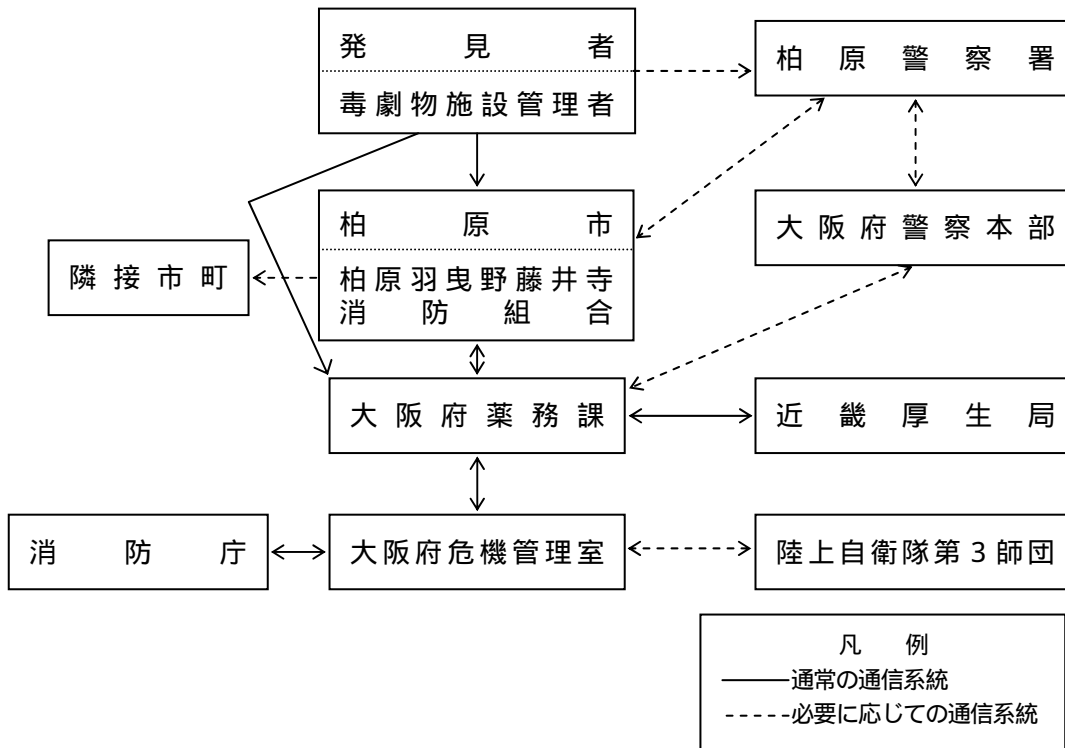 発見者
柏原警察署
毒劇物施設管理者
柏原市
大阪府警察本部
隣接市町
柏原羽曳野藤井寺
消防組合
大阪府薬務課
近畿厚生局
消防庁
大阪府危機管理室
陸上自衛隊第3師団
凡例
通常の通信系統
必要に応じての通信系統